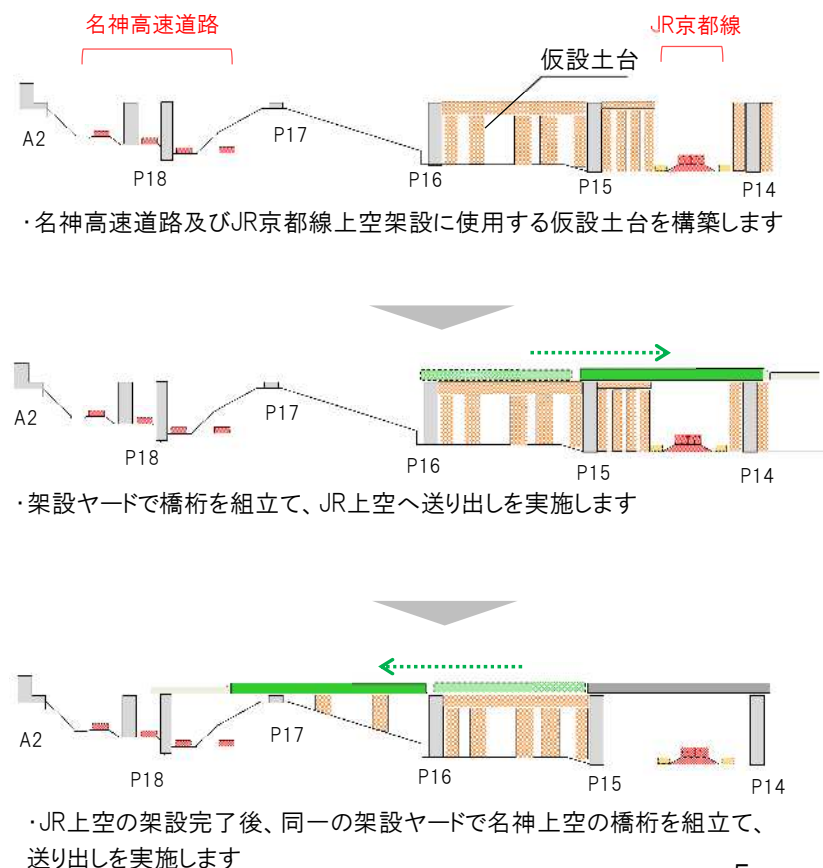 名神高速道路
JR京都線
仮設土台
A2
P18
P17
P16
P15
P14
・名神高速道路及びJR京都線上空架設に使用する仮設土台を構築します
A2
P18
P17
P16
P15
P14
・架設ヤードで橋桁を組立て、JR上空へ送り出しを実施します
A2
P18
P17
P16
P15
P14
・JR上空の架設完了後、同一の架設ヤードで名神上空の橋桁を組立て、
送り出しを実施します